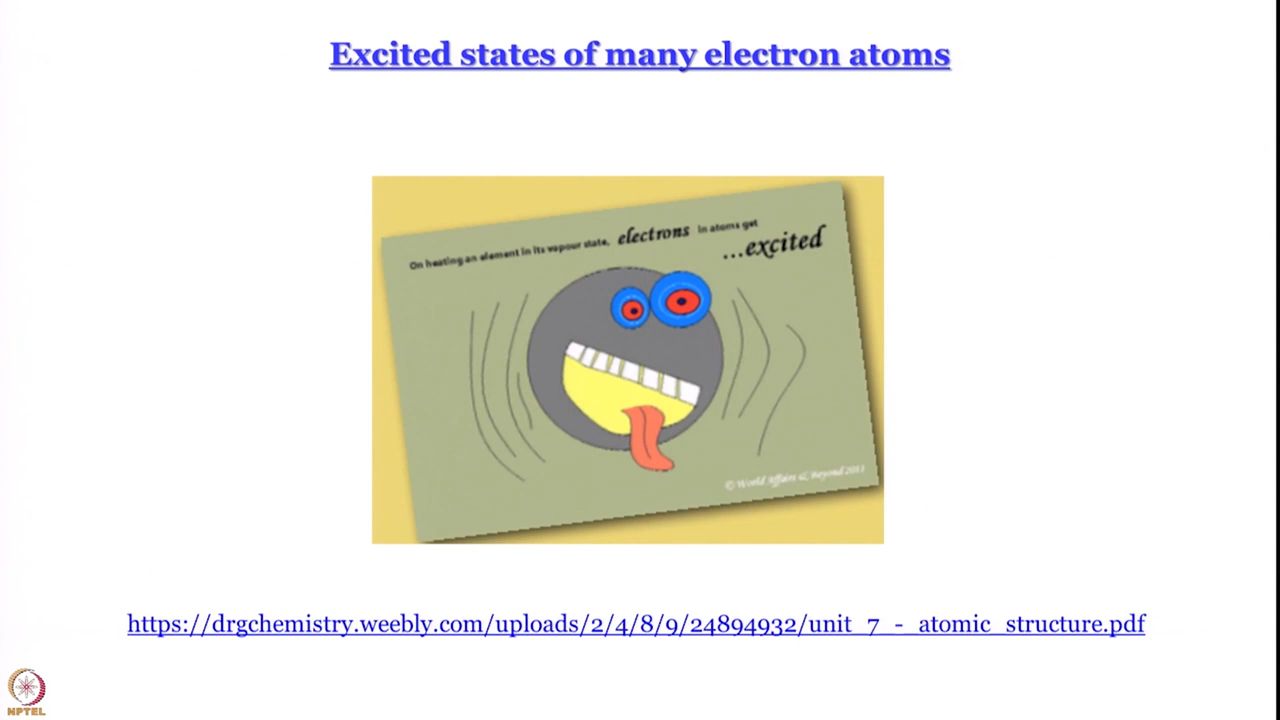 Excited states of many electron atoms
On heating an element in its vapour state, electrons in atoms get
...excited
© World Affairs & Beyond 2011
https://drgchemistry.weebly.com/uploads/2/4/8/9/24894932/unit_7_-_atomic_structure.pdf
NPTEL